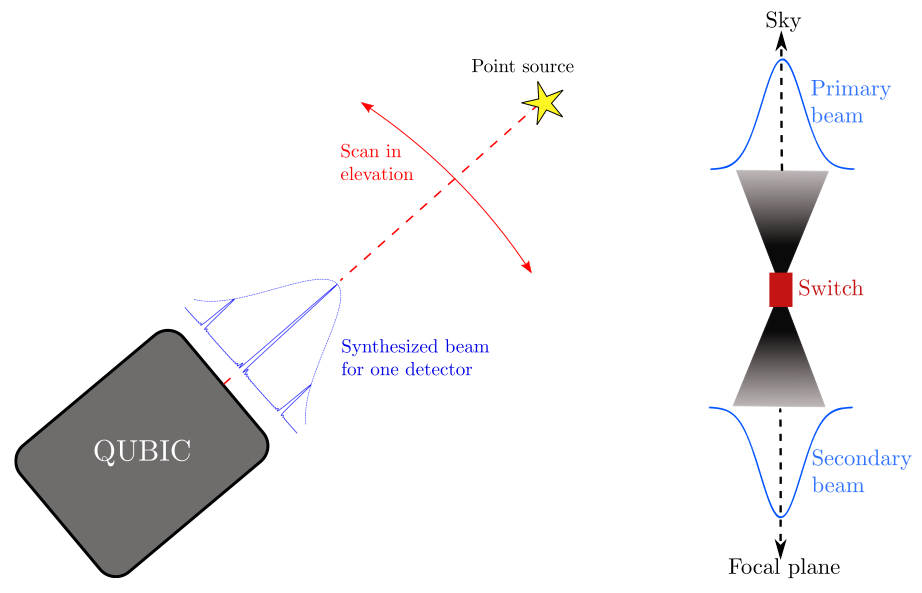 Point source
Scan in
elevation
Synthesized beam
for one detector
QUBIC
Sky
Primary
beam
Switch
Secondary
beam
Focal plane